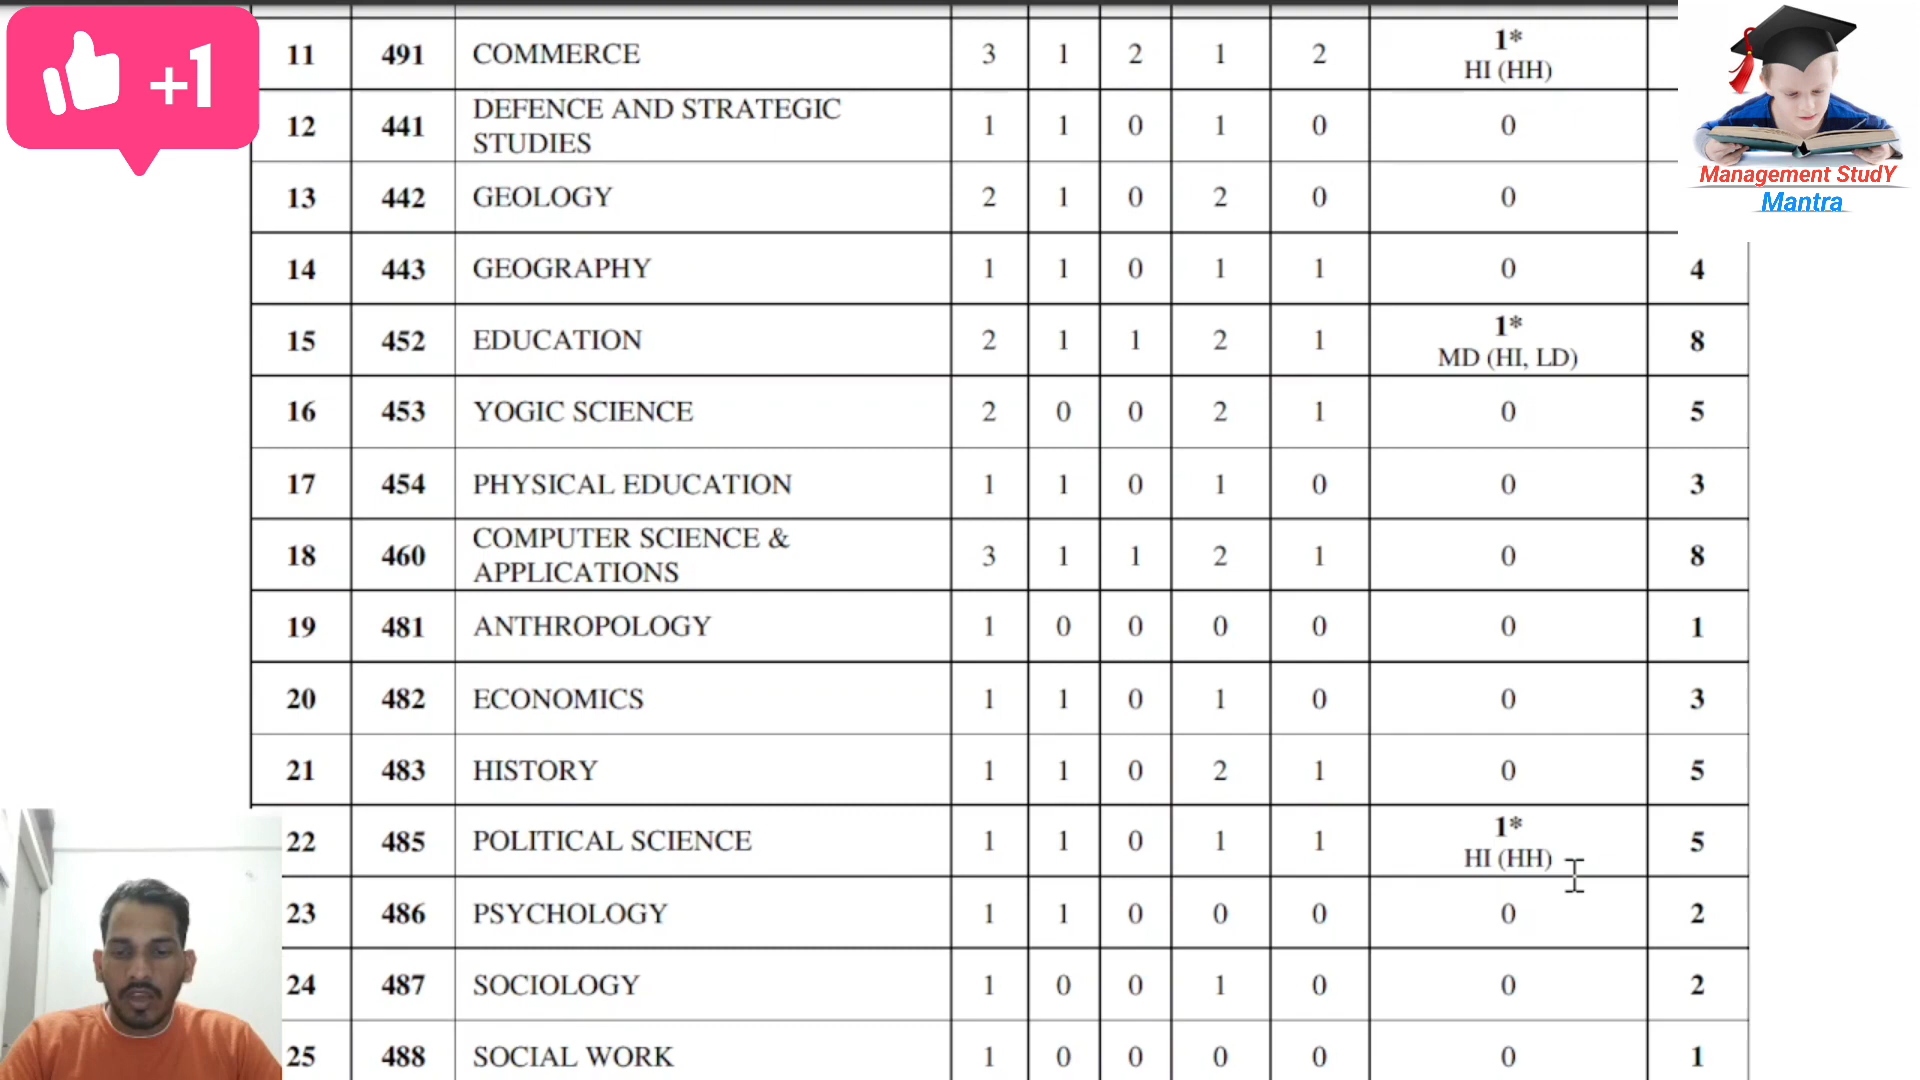 +1
11 491 COMMERCE 3 1 2 1 2 1*
HI (HH)
12 441 DEFENCE AND STRATEGIC
STUDIES 1 1 0 1 0 0
13 442 GEOLOGY 2 1 0 2 0 0
14 443 GEOGRAPHY 1 1 0 1 1 0 4
15 452 EDUCATION 2 1 1 2 1 1*
MD (HI, LD) 8
16 453 YOGIC SCIENCE 2 0 0 2 1 0 5
17 454 PHYSICAL EDUCATION 1 1 0 1 0 0 3
18 460 COMPUTER SCIENCE &
APPLICATIONS 3 1 1 2 1 0 8
19 481 ANTHROPOLOGY 1 0 0 0 0 0 1
20 482 ECONOMICS 1 1 0 1 0 0 3
21 483 HISTORY 1 1 0 2 1 0 5
22 485 POLITICAL SCIENCE 1 1 0 1 1 1*
HI (HH) 5
23 486 PSYCHOLOGY 1 1 0 0 0 0 2
24 487 SOCIOLOGY 1 0 0 1 0 0 2
25 488 SOCIAL WORK 1 0 0 0 0 0 1
Management StudY
Mantra